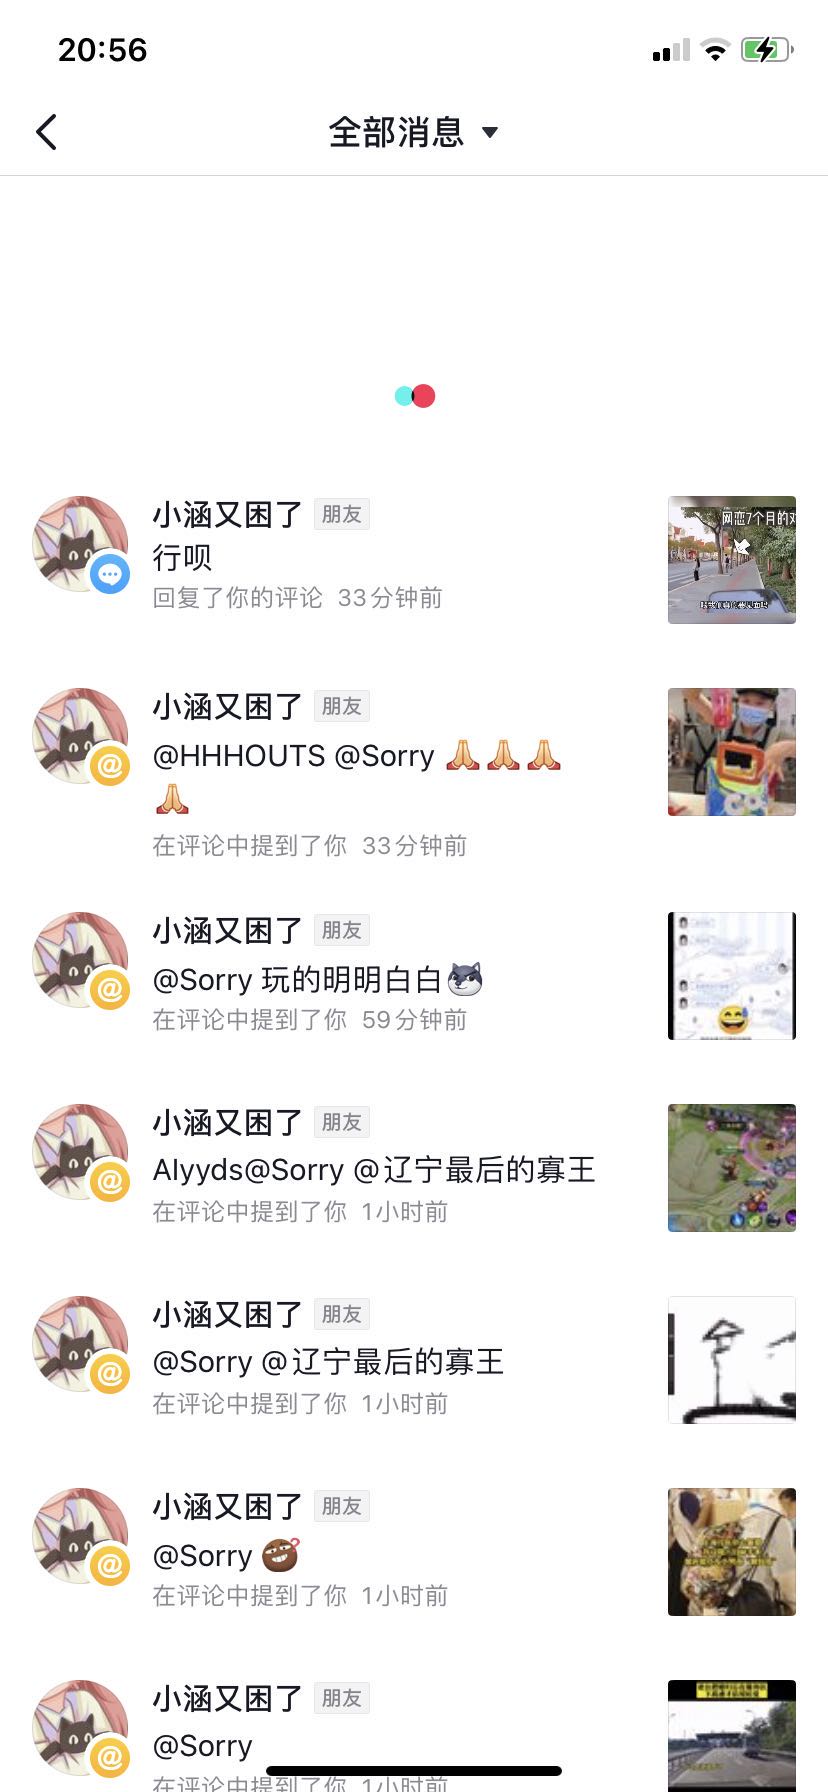 20:56
全部消息
小涵又困了 朋友
行呗
回复了你的评论 33分钟前
网恋7个月的对
小涵又困了 朋友
@HHHOUTS @Sorry 🙏🙏🙏
🙏
在评论中提到了你 33分钟前
小涵又困了 朋友
@Sorry 玩的明明白白
在评论中提到了你 59分钟前
小涵又困了 朋友
Alyyds@Sorry @辽宁最后的寡王
在评论中提到了你 1小时前
小涵又困了 朋友
@Sorry @辽宁最后的寡王
在评论中提到了你 1小时前
小涵又困了 朋友
@Sorry
在评论中提到了你 1小时前
小涵又困了 朋友
@Sorry
在评论中提到了你 1小时前